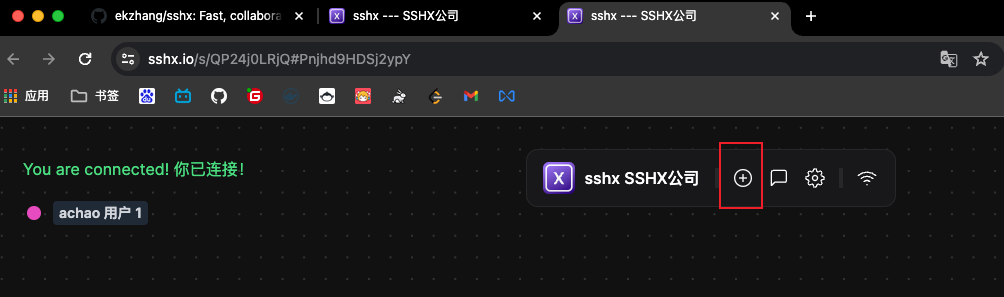 ekzhang/sshx: Fast, collabora
sshx --- SSHX公司
sshx --- SSHX公司
sshx.io/s/QP24j0LRjQ#Pnjhd9HDSj2ypY
应用
书签
You are connected! 你已连接！
X sshx SSHX公司
achao 用户 1